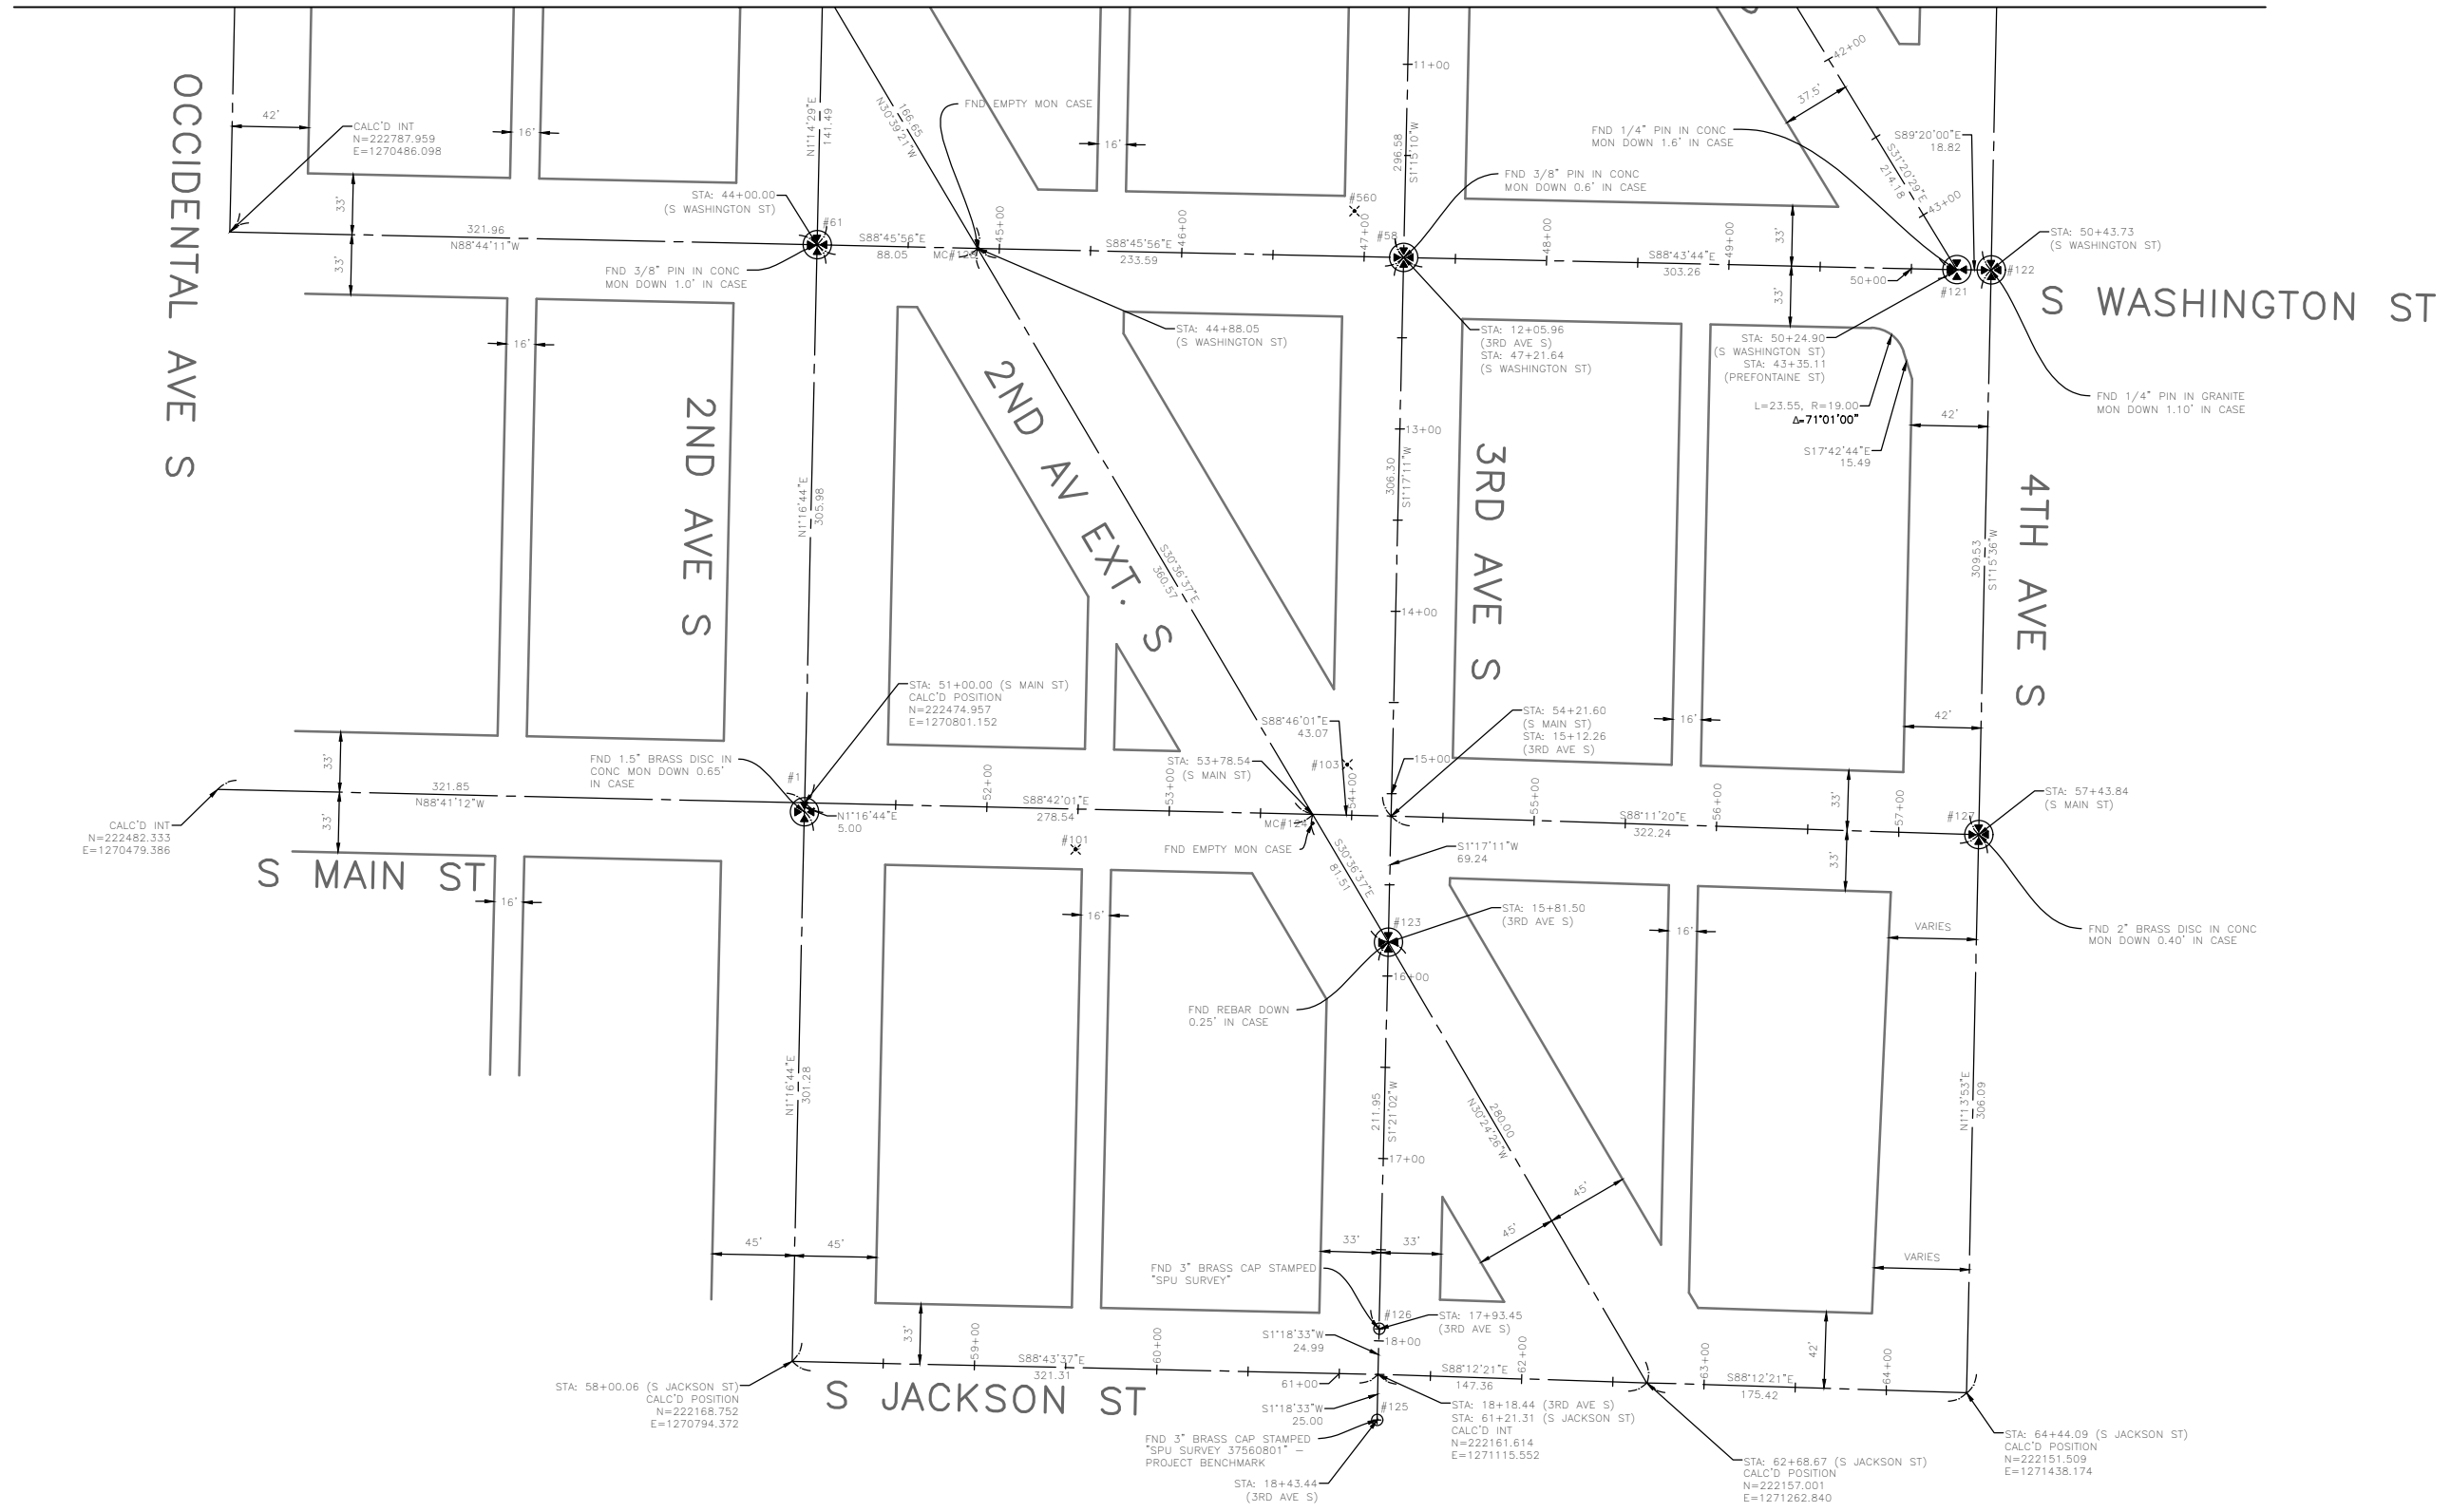 11+00
42+00
37.5'
OCCIDENTAL AVE S
42'
CALC'D INT
N=222787.959
E=1270486.098
16'
N1°14'29"E
141.49
166.65
N30°39'21"W
FND EMPTY MON CASE
16'
296.58
S1°15'10"W
FND 1/4" PIN IN CONC
MON DOWN 1.6' IN CASE
S89°20'00"E
18.82
S31°20'29"E
214.18
43+00
FND 3/8" PIN IN CONC
MON DOWN 0.6' IN CASE
33'
33'
STA: 44+00.00
(S WASHINGTON ST)
#61
#560
321.96
N88°44'11"W
S88°45'56"E
88.05
45+00
S88°45'56"E
233.59
46+00
47+00
#58
48+00
S88°43'44"E
303.26
49+00
33'
33'
50+00
#121
#122
STA: 50+43.73
(S WASHINGTON ST)
S WASHINGTON ST
FND 3/8" PIN IN CONC
MON DOWN 1.0' IN CASE
16'
STA: 44+88.05
(S WASHINGTON ST)
STA: 12+05.96
(3RD AVE S)
STA: 47+21.64
(S WASHINGTON ST)
STA: 50+24.90
(S WASHINGTON ST)
STA: 43+35.11
(PREFONTAINE ST)
L=23.55, R=19.00
Δ=71°01'00"
S17°42'44"E
15.49
FND 1/4" PIN IN GRANITE
MON DOWN 1.10' IN CASE
42'
2ND AVE S
2ND AV EXT. S
3RD AVE S
4TH AVE S
13+00
N1°16'44"E
305.98
306.30
S1°17'11"W
S30°36'37"E
360.57
309.53
S1°15'36"W
14+00
STA: 51+00.00 (S MAIN ST)
CALC'D POSITION
N=222474.957
E=1270801.152
S88°46'01"E
43.07
STA: 54+21.60
(S MAIN ST)
STA: 15+12.26
(3RD AVE S)
16'
42'
FND 1.5" BRASS DISC IN
CONC MON DOWN 0.65'
IN CASE
#1
STA: 53+78.54
(S MAIN ST)
#103
15+00
33'
33'
321.85
N88°41'12"W
52+00
S88°42'01"E
278.54
53+00
54+00
55+00
S88°11'20"E
322.24
56+00
33'
33'
57+00
#127
STA: 57+43.84
(S MAIN ST)
CALC'D INT
N=222482.333
E=1270479.386
N1°16'44"E
5.00
MC#124
#101
FND EMPTY MON CASE
S1°17'11"W
69.24
S30°36'37"E
81.51
S MAIN ST
16'
16'
#123
STA: 15+81.50
(3RD AVE S)
16'
VARIES
FND 2" BRASS DISC IN CONC
MON DOWN 0.40' IN CASE
16+00
FND REBAR DOWN
0.25' IN CASE
N1°16'44"E
301.28
211.95
S1°21'02"W
280.00
N30°24'26"W
N1°13'53"E
306.09
17+00
45'
45'
45'
45'
33'
33'
VARIES
FND 3" BRASS CAP STAMPED
"SPU SURVEY"
#126
STA: 17+93.45
(3RD AVE S)
18+00
S1°18'33"W
24.99
33'
59+00
S88°43'37"E
321.31
60+00
61+00
S88°12'21"E
147.36
62+00
63+00
S88°12'21"E
175.42
64+00
42'
STA: 58+00.06 (S JACKSON ST)
CALC'D POSITION
N=222168.752
E=1270794.372
S JACKSON ST
S1°18'33"W
25.00
#125
FND 3" BRASS CAP STAMPED
"SPU SURVEY 37560801" –
PROJECT BENCHMARK
STA: 18+43.44
(3RD AVE S)
STA: 18+18.44 (3RD AVE S)
STA: 61+21.31 (S JACKSON ST)
CALC'D INT
N=222161.614
E=1271115.552
STA: 62+68.67 (S JACKSON ST)
CALC'D POSITION
N=222157.001
E=1271262.840
STA: 64+44.09 (S JACKSON ST)
CALC'D POSITION
N=222151.509
E=1271438.174